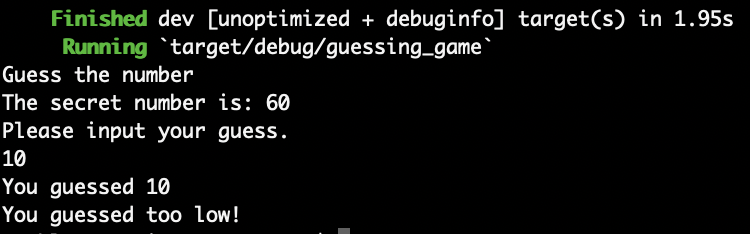 Finished dev [unoptimized + debuginfo] target(s) in 1.95s
Running `target/debug/guessing_game`
Guess the number
The secret number is: 60
Please input your guess.
10
You guessed 10
You guessed too low!